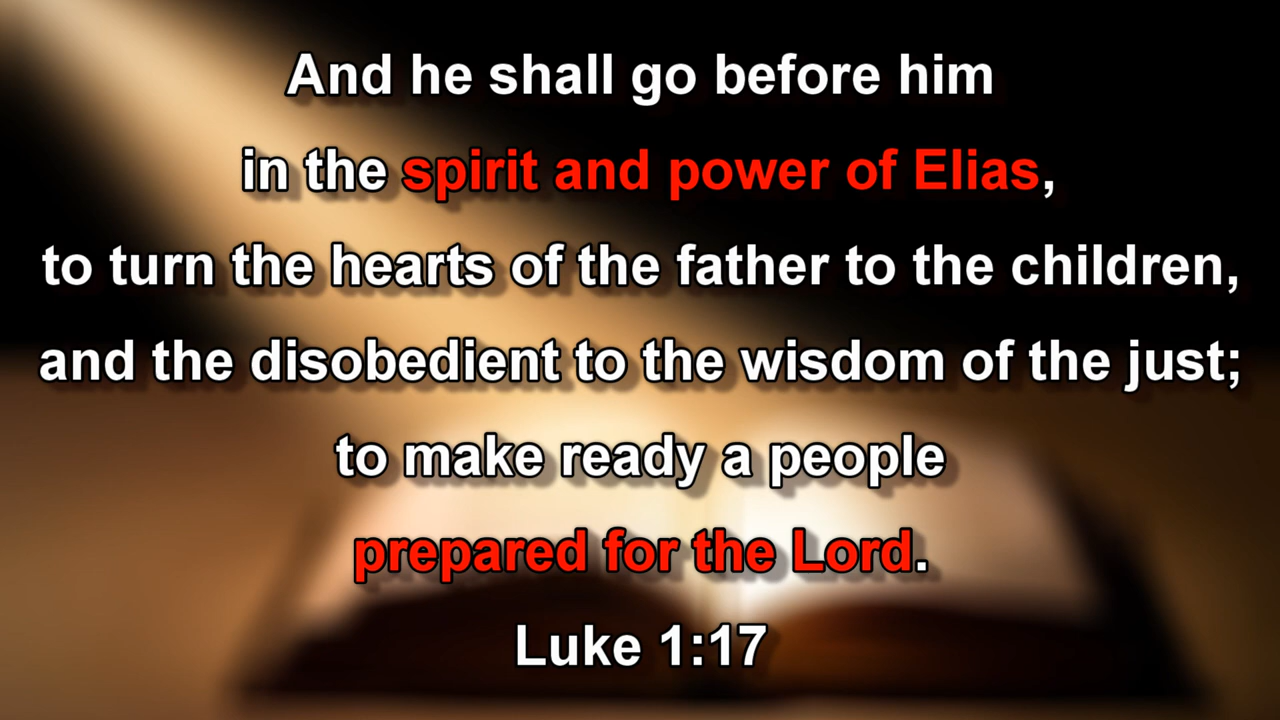 And he shall go before him
in the spirit and power of Elias,
to turn the hearts of the father to the children,
and the disobedient to the wisdom of the just;
to make ready a people
prepared for the Lord.
Luke 1:17